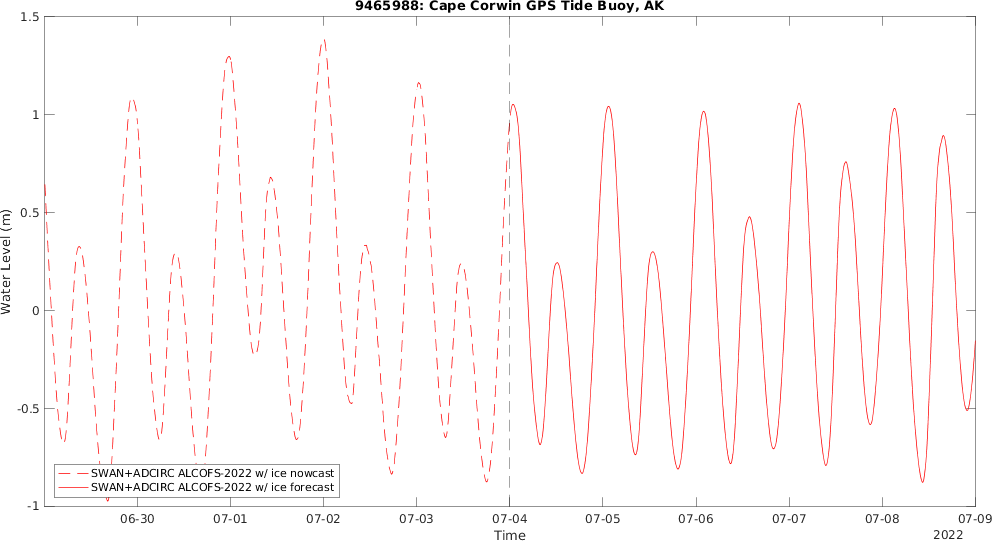 9465988: Cape Corwin GPS Tide Buoy, AK
1.5
1
0.5
0
-0.5
-1
Water Level (m)
SWAN+ADCIRC ALCOFS-2022 w/ ice nowcast
SWAN+ADCIRC ALCOFS-2022 w/ ice forecast
06-30 07-01 07-02 07-03 07-04 07-05 07-06 07-07 07-08 07-09
Time
2022